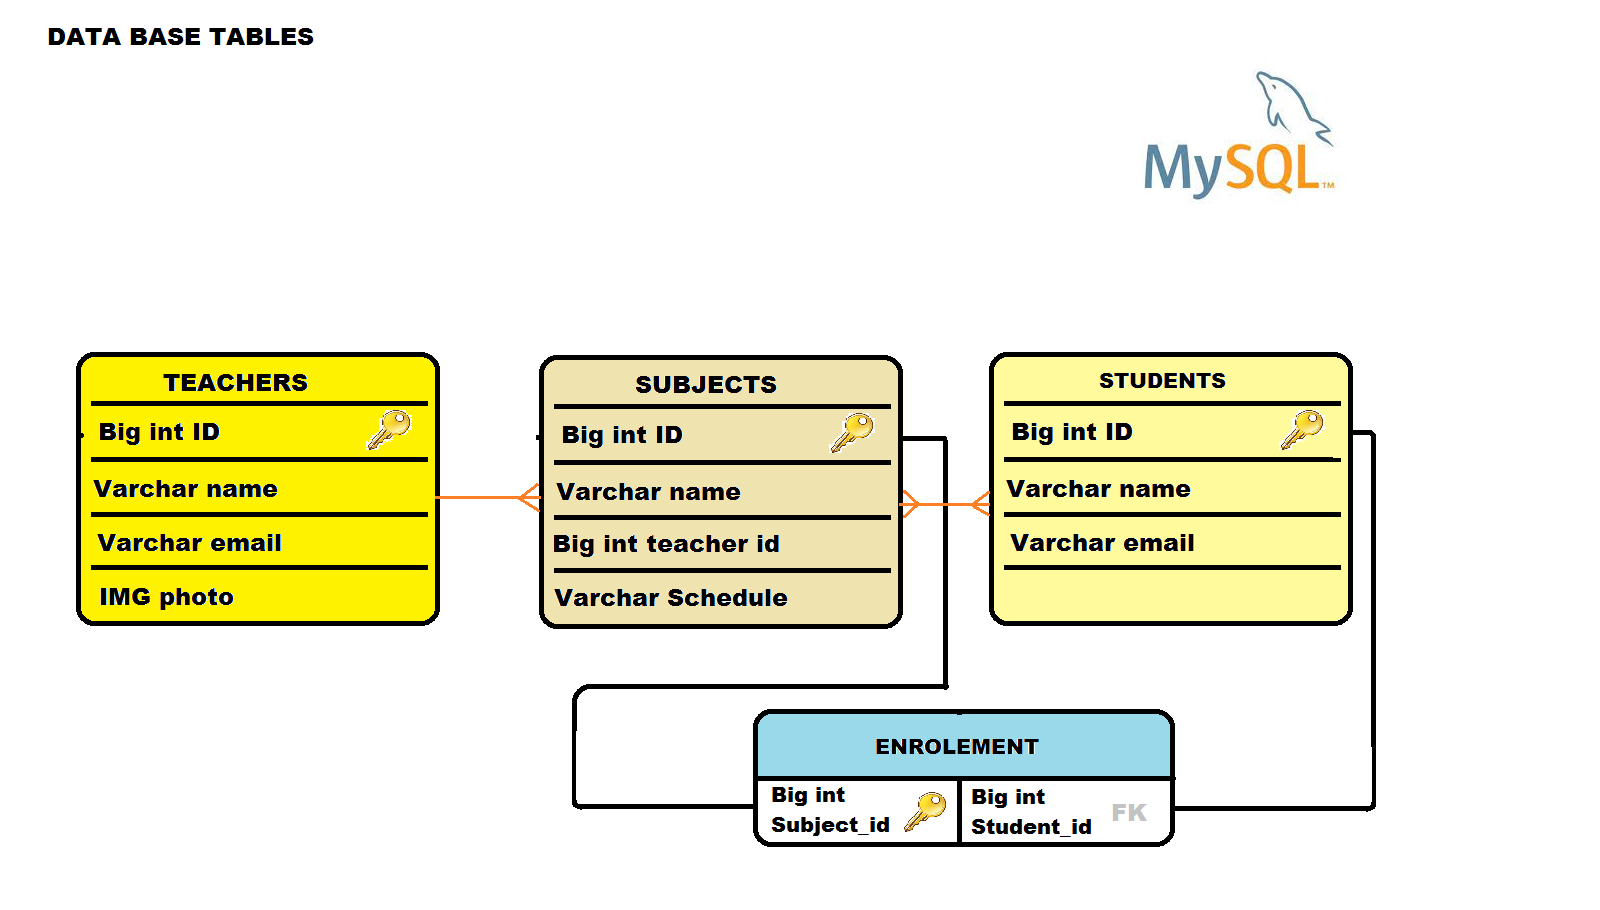 DATA BASE TABLES
MySQL™
TEACHERS
Big int ID
Varchar name
Varchar email
IMG photo
SUBJECTS
Big int ID
Varchar name
Big int teacher id
Varchar Schedule
STUDENTS
Big int ID
Varchar name
Varchar email
ENROLEMENT
Big int
Subject_id
Big int
Student_id
FK